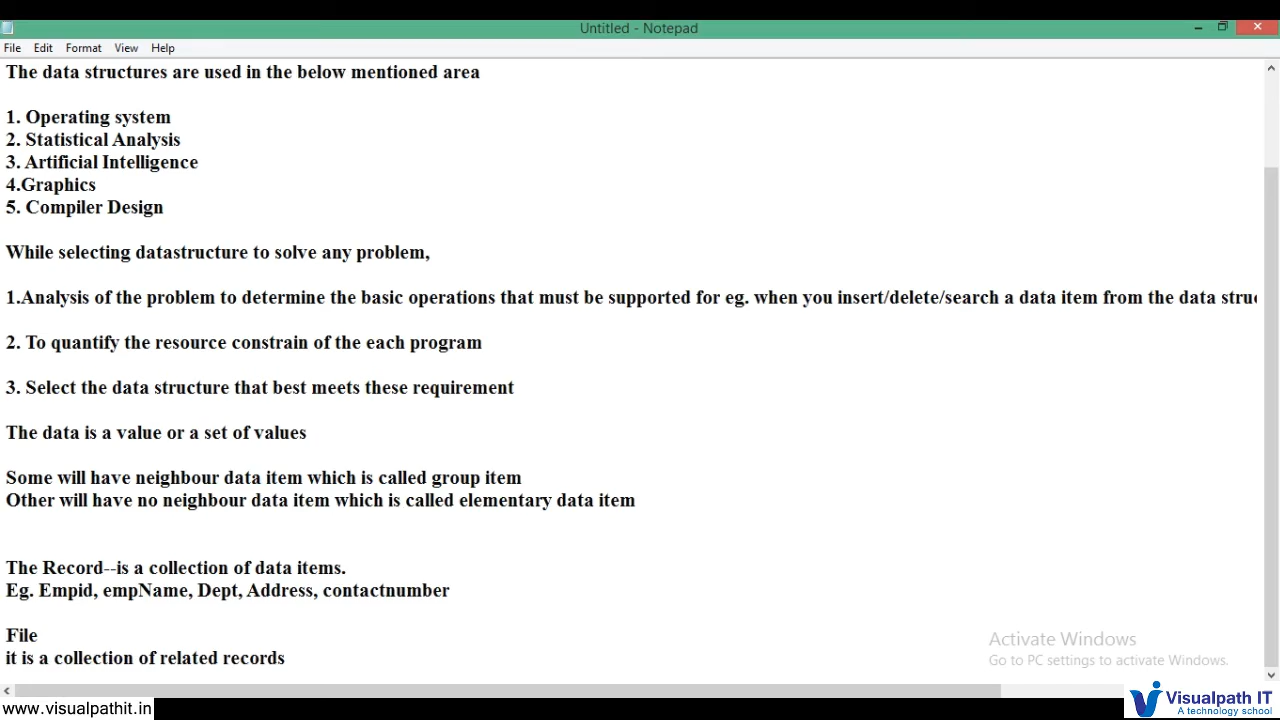 Untitled - Notepad
File Edit Format View Help
The data structures are used in the below mentioned area
1. Operating system
2. Statistical Analysis
3. Artificial Intelligence
4.Graphics
5. Compiler Design
While selecting datastructure to solve any problem,
1.Analysis of the problem to determine the basic operations that must be supported for eg. when you insert/delete/search a data item from the data
2. To quantify the resource constrain of the each program
3. Select the data structure that best meets these requirement
The data is a value or a set of values
Some will have neighbour data item which is called group item
Other will have no neighbour data item which is called elementary data item
The Record--is a collection of data items.
Eg. Empid, empName, Dept, Address, contactnumber
File
it is a collection of related records
Activate Windows
Go to PC settings to activate Windows.
www.visualpathit.in
Visualpath IT
A technology school